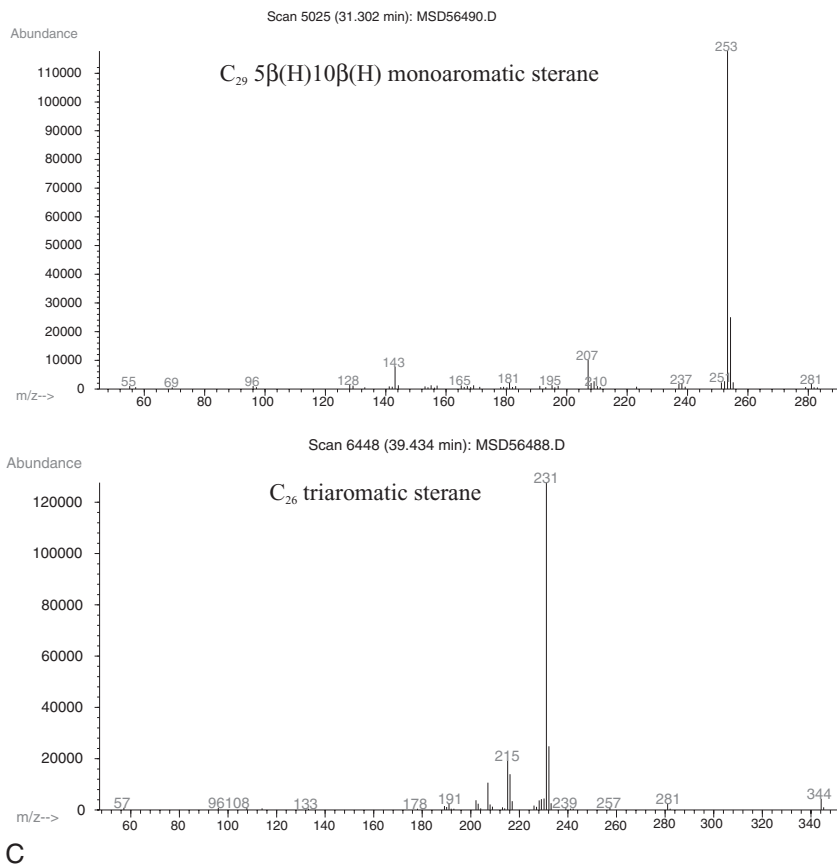 Scan 5025 (31.302 min): MSD56490.D
Abundance
C₂₉ 5β(H)10β(H) monoaromatic sterane
253
110000
100000
90000
80000
70000
60000
50000
40000
30000
20000
10000
0
55 69 96 128 143 165 181 195 207 210 237 251 281
m/z-->
60 80 100 120 140 160 180 200 220 240 260 280
Scan 6448 (39.434 min): MSD56488.D
Abundance
C₂₆ triaromatic sterane
231
120000
100000
80000
60000
40000
20000
0
57 96 108 133 178 191 215 239 257 281 344
m/z-->
60 80 100 120 140 160 180 200 220 240 260 280 300 320 340
C